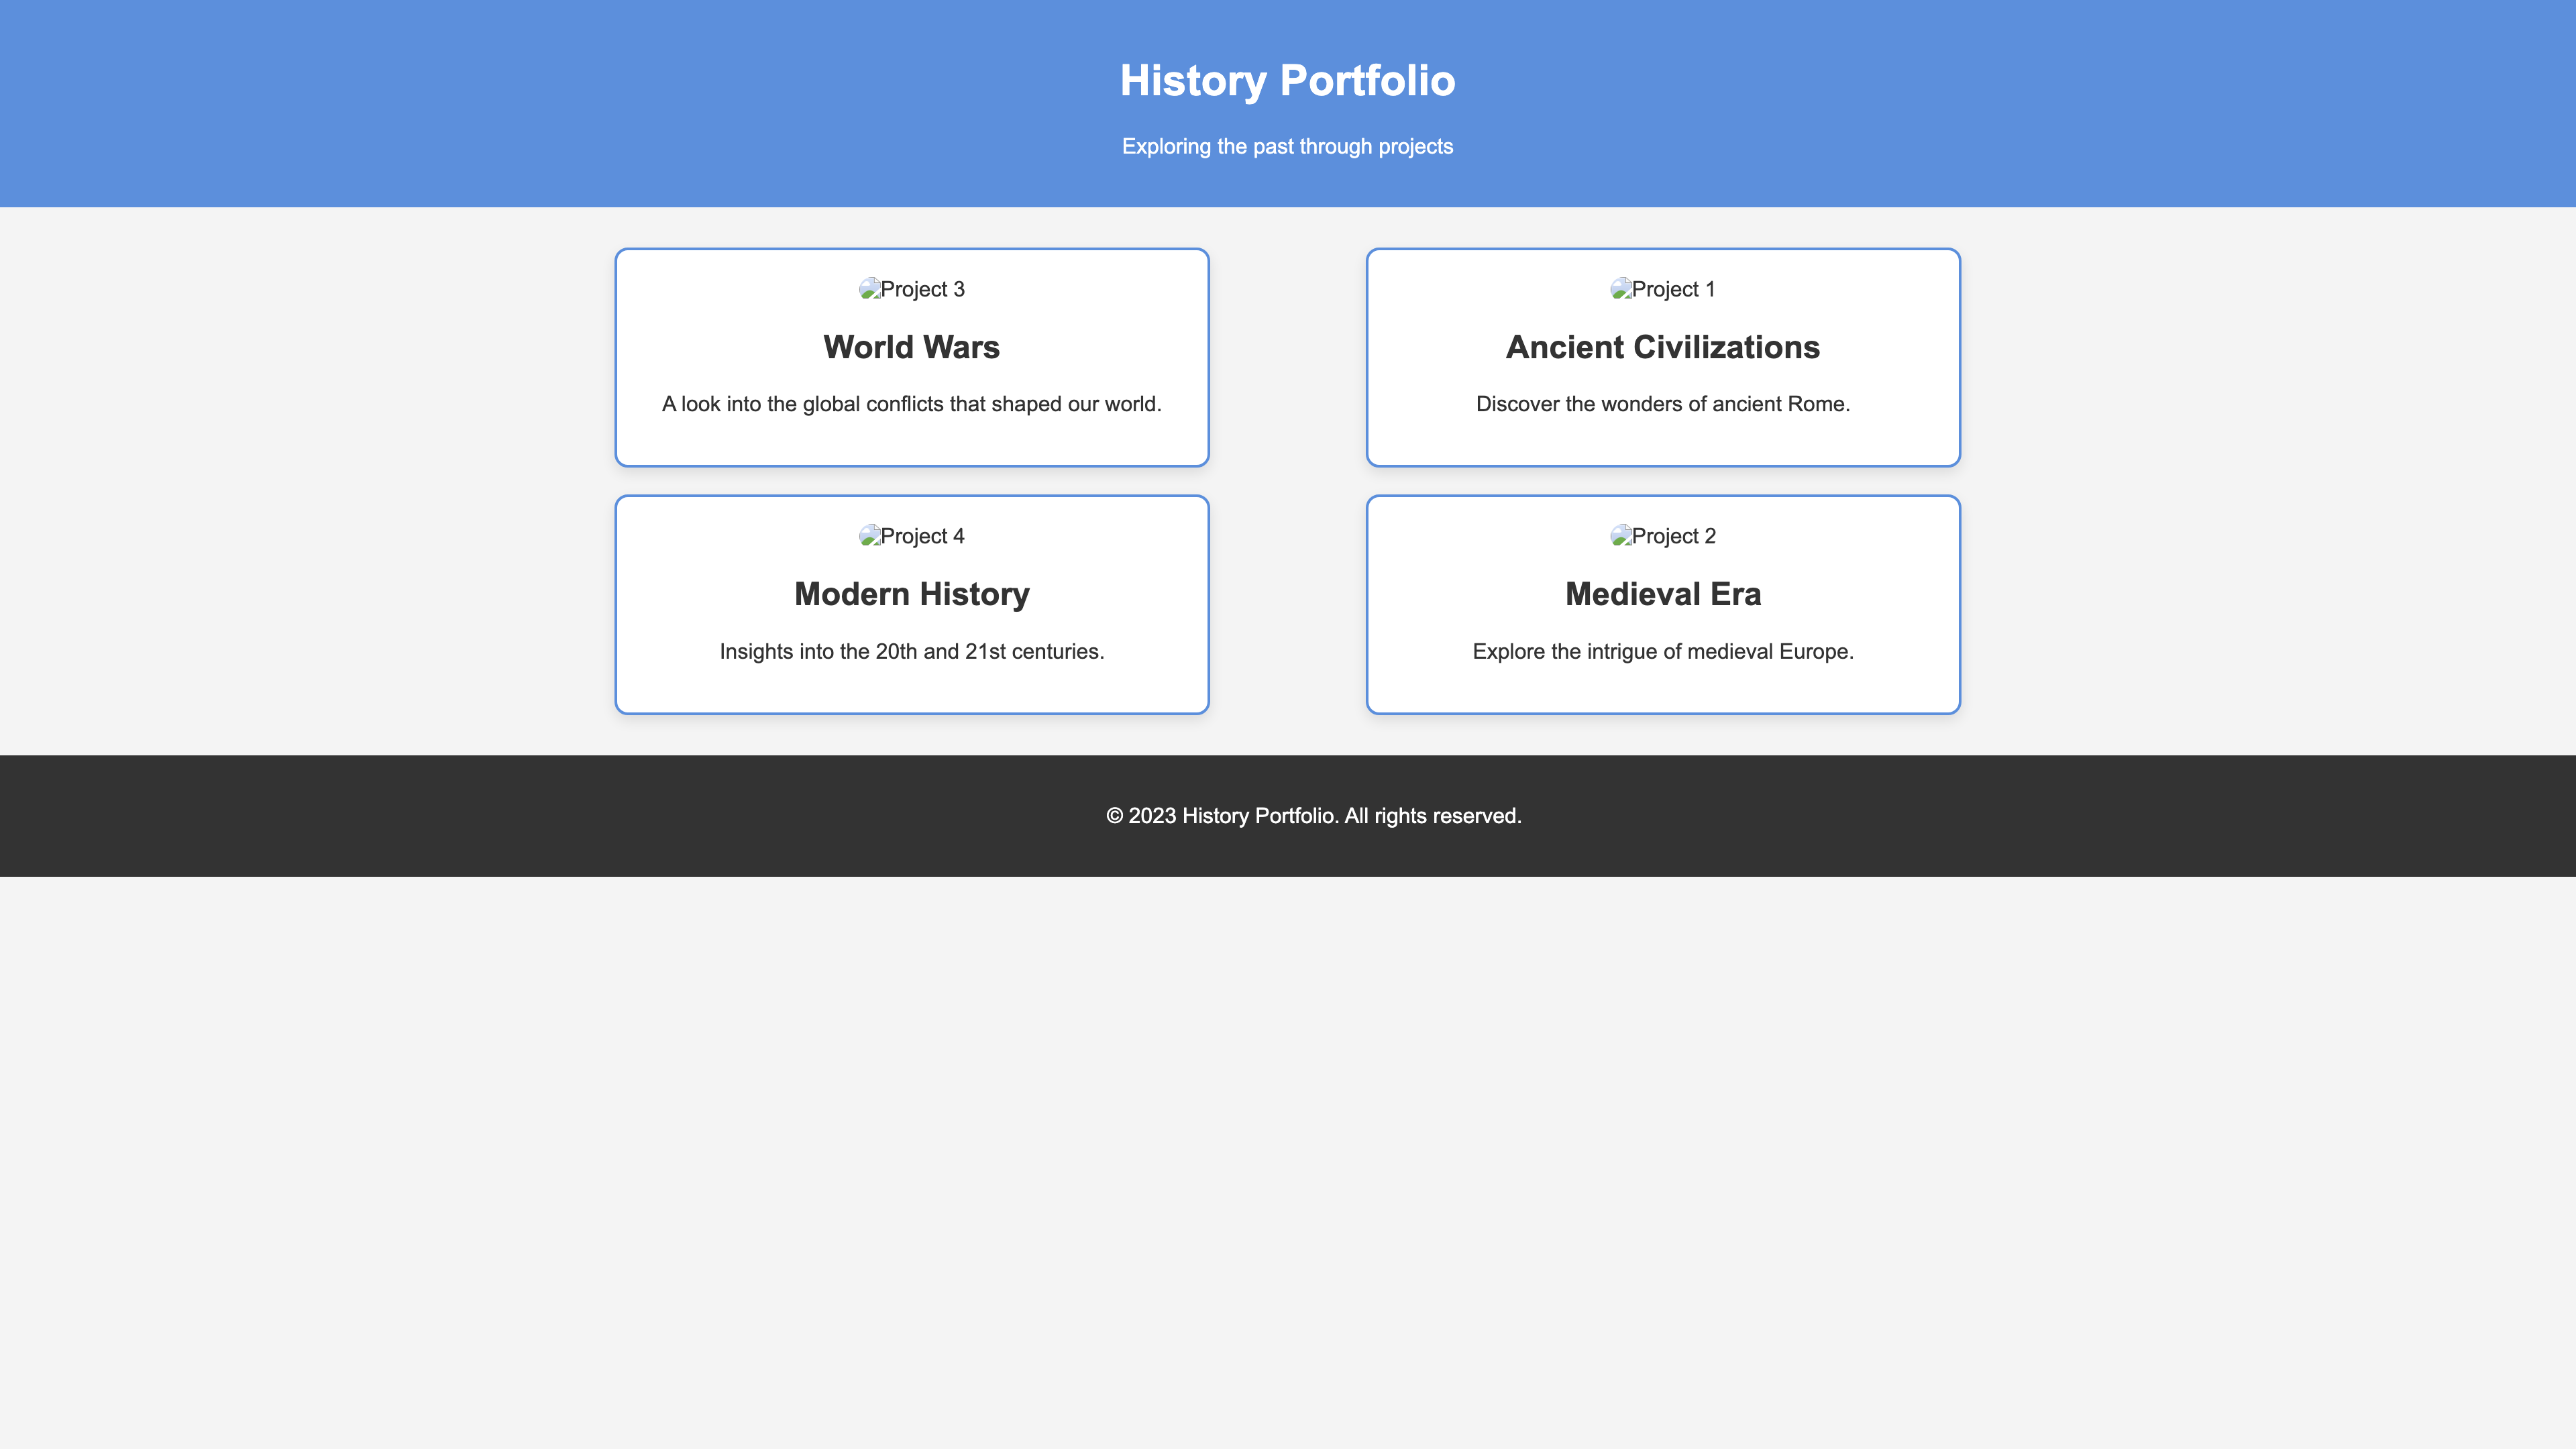 History Portfolio
Exploring the past through projects
Project 3
World Wars
A look into the global conflicts that shaped our world.
Project 1
Ancient Civilizations
Discover the wonders of ancient Rome.
Project 4
Modern History
Insights into the 20th and 21st centuries.
Project 2
Medieval Era
Explore the intrigue of medieval Europe.
© 2023 History Portfolio. All rights reserved.